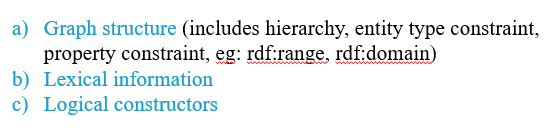 a) Graph structure (includes hierarchy, entity type constraint,
property constraint, eg: rdf:range, rdf:domain)
b) Lexical information
c) Logical constructors